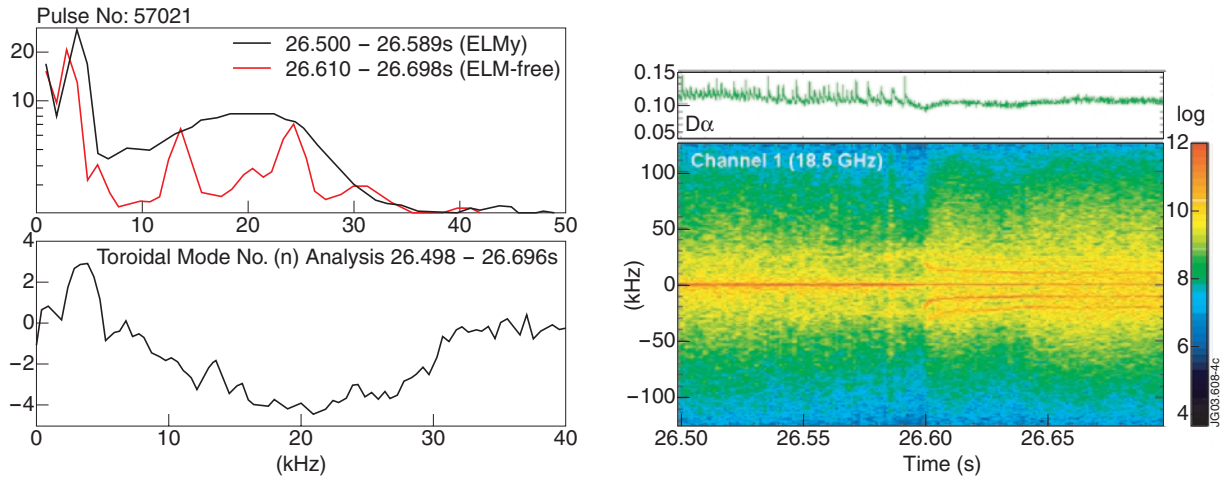 Pulse No: 57021
26.500 – 26.589s (ELMy)
26.610 – 26.698s (ELM-free)
20
10
0 10 20 30 40 50
4
Toroidal Mode No. (n) Analysis 26.498 – 26.696s
2
0
−2
−4
0 10 20 30 40
(kHz)
0.15
0.10
0.05
Dα
log
Channel 1 (18.5 GHz)
100
50
0
−50
−100
(kHz)
12
10
8
6
4
26.50 26.55 26.60 26.65
Time (s)
JG03.608-4c